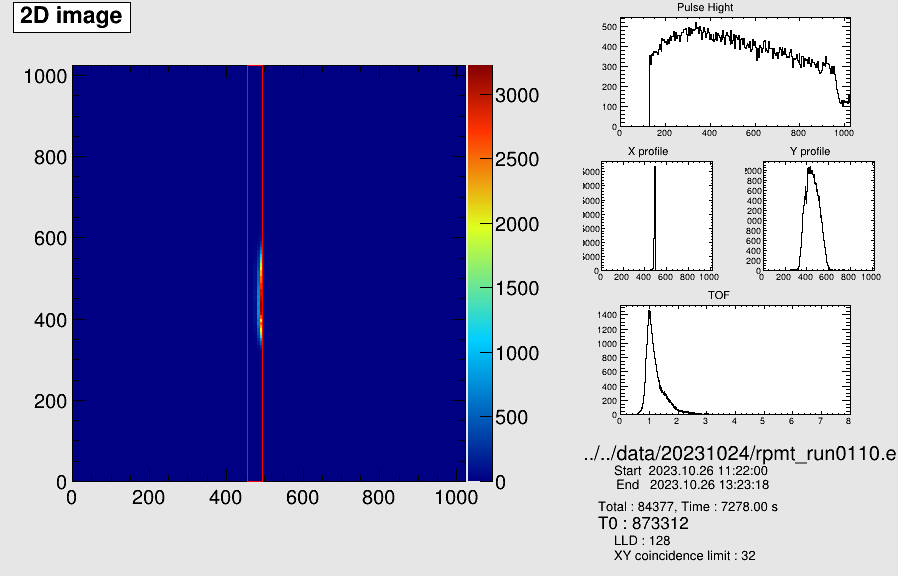 2D image
1000
800
600
400
200
0
0 200 400 600 800 1000
3000
2500
2000
1500
1000
500
0
Pulse Hight
500
400
300
200
100
0
0 200 400 600 800 1000
X profile
0 200 400 600 800 1000
Y profile
0 200 400 600 800 1000
TOF
1400
1200
1000
800
600
400
200
0
0 1 2 3 4 5 6 7 8
../../data/20231024/rpmt_run0110.e
Start 2023.10.26 11:22:00
End 2023.10.26 13:23:18
Total : 84377, Time : 7278.00 s
T0 : 873312
LLD : 128
XY coincidence limit : 32